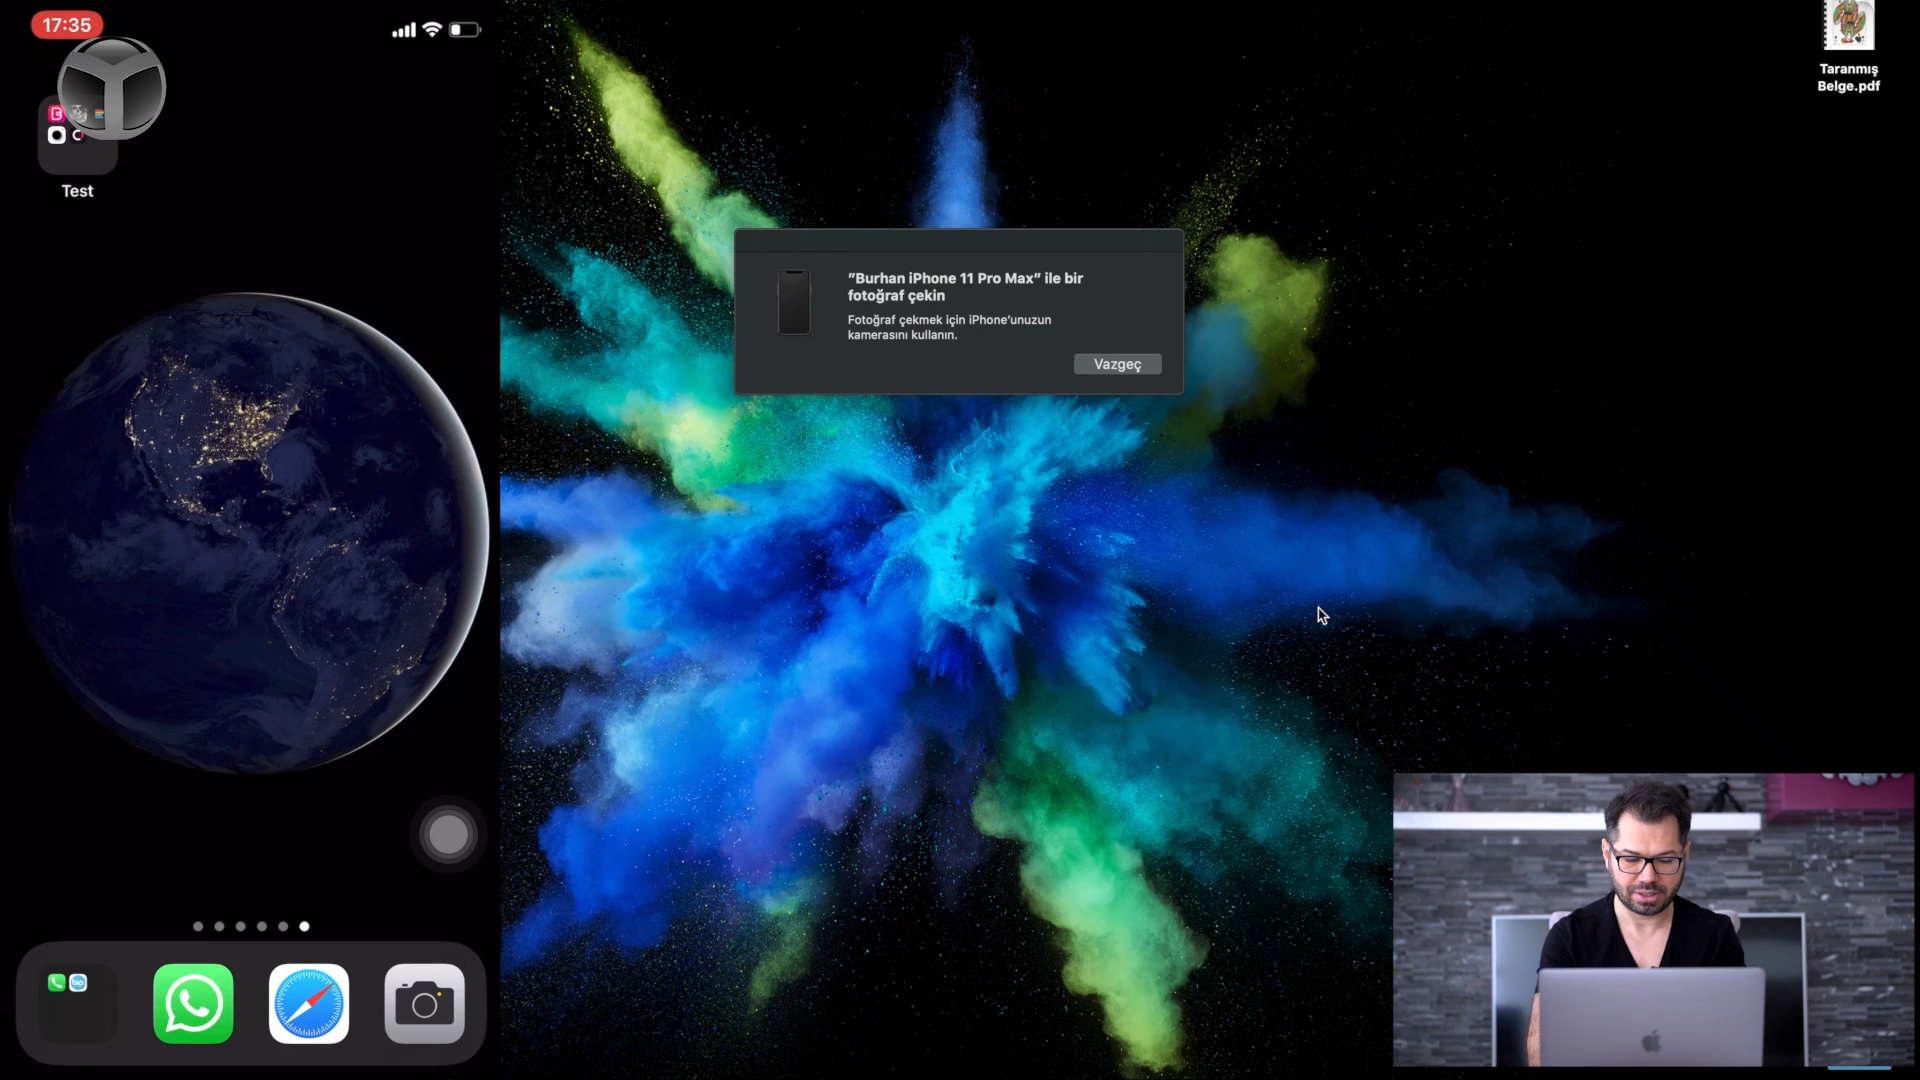 17:35
Test
Taranmış
Belge.pdf
“Burhan iPhone 11 Pro Max” ile bir
fotoğraf çekin
Fotoğraf çekmek için iPhone’unuzun
kamerasını kullanın.
Vazgeç
bip